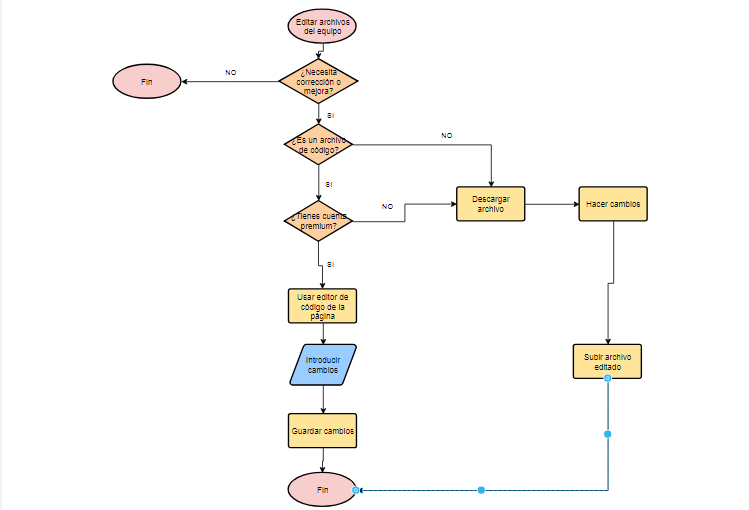 Editar archivos
del equipo
¿Necesita
corrección o
mejora?
NO
Fin
SI
¿Es un archivo
de código?
NO
SI
¿Tienes cuenta
premium?
NO
Descargar
archivo
Hacer cambios
SI
Usar editor de
código de la
página
Introducir
cambios
Subir archivo
editado
Guardar cambios
Fin